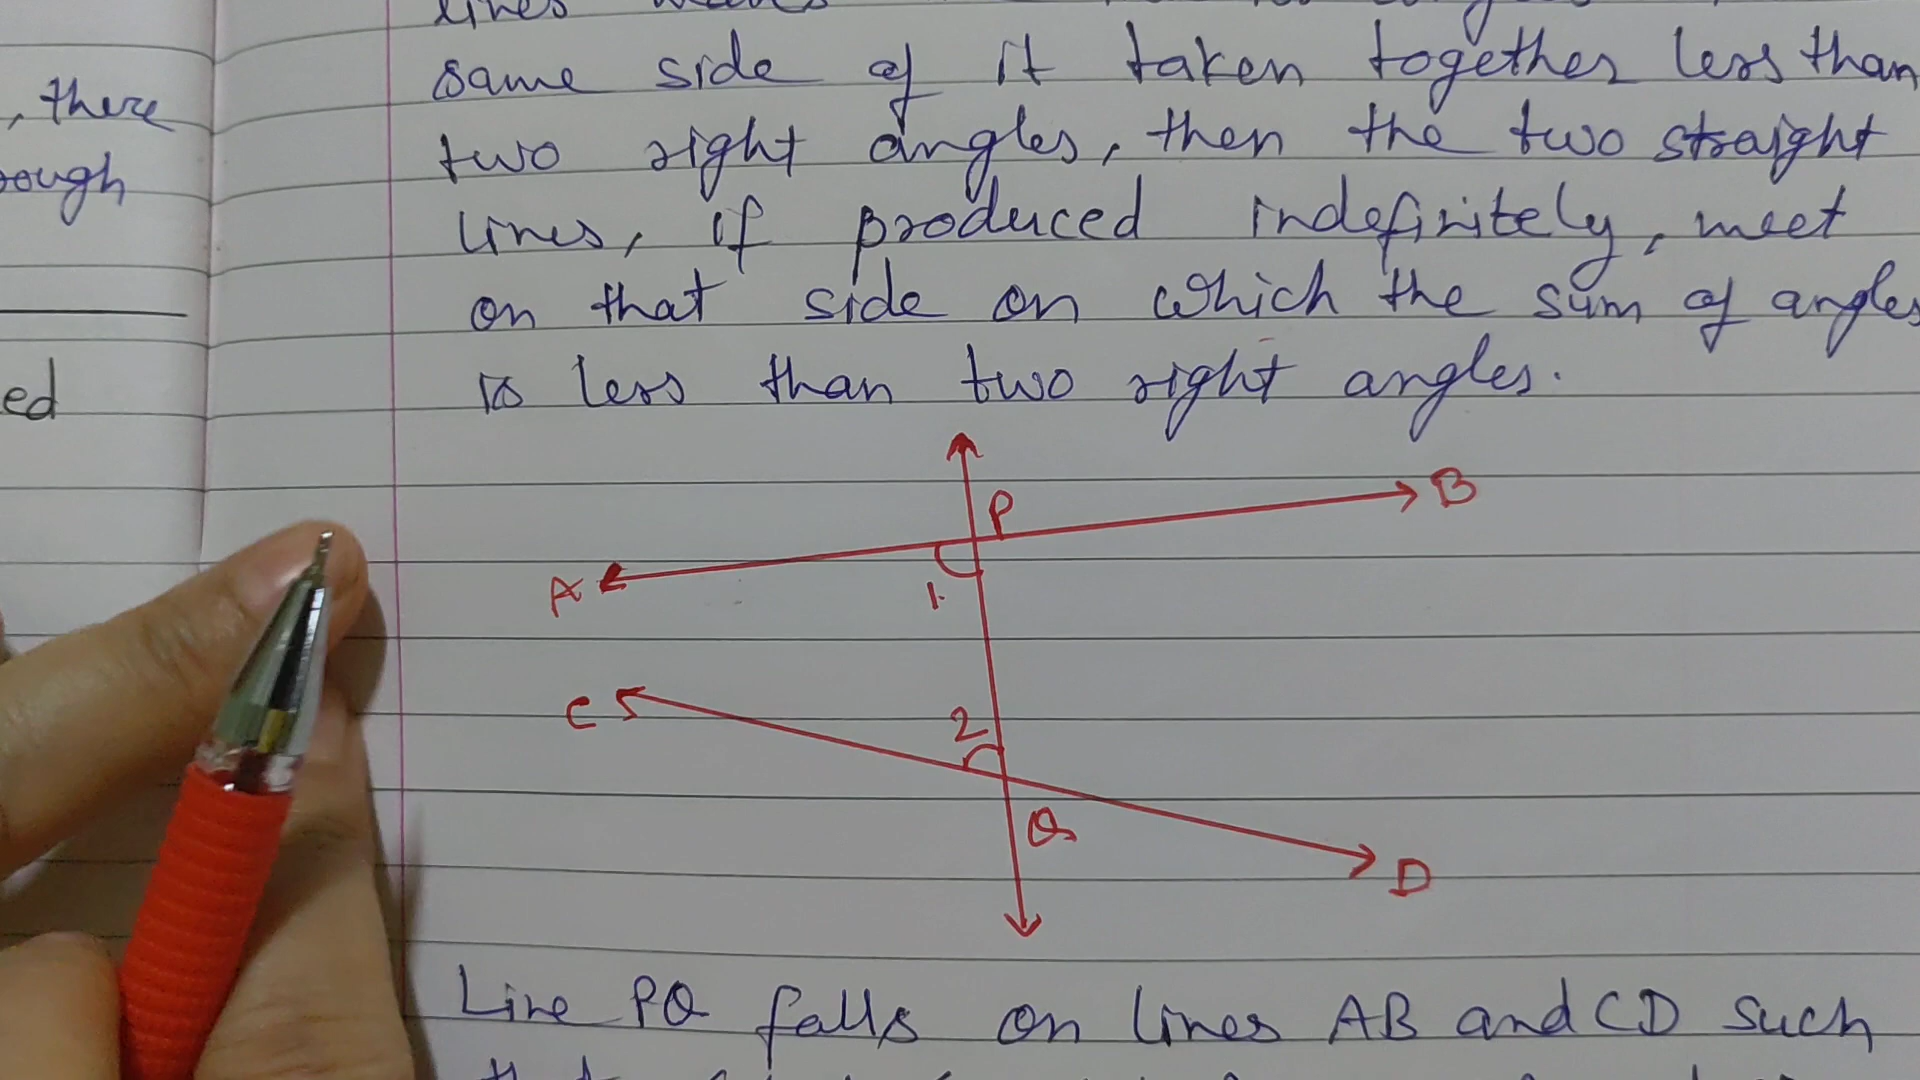 , there
ed
same side of it taken together less than
two right angles, then the two straight
lines, if produced indefinitely, meet
on that side on which the sum of angles
is less than two right angles.
P
B
A
1.
C
2
Q
D
Line PQ falls on lines AB and CD such